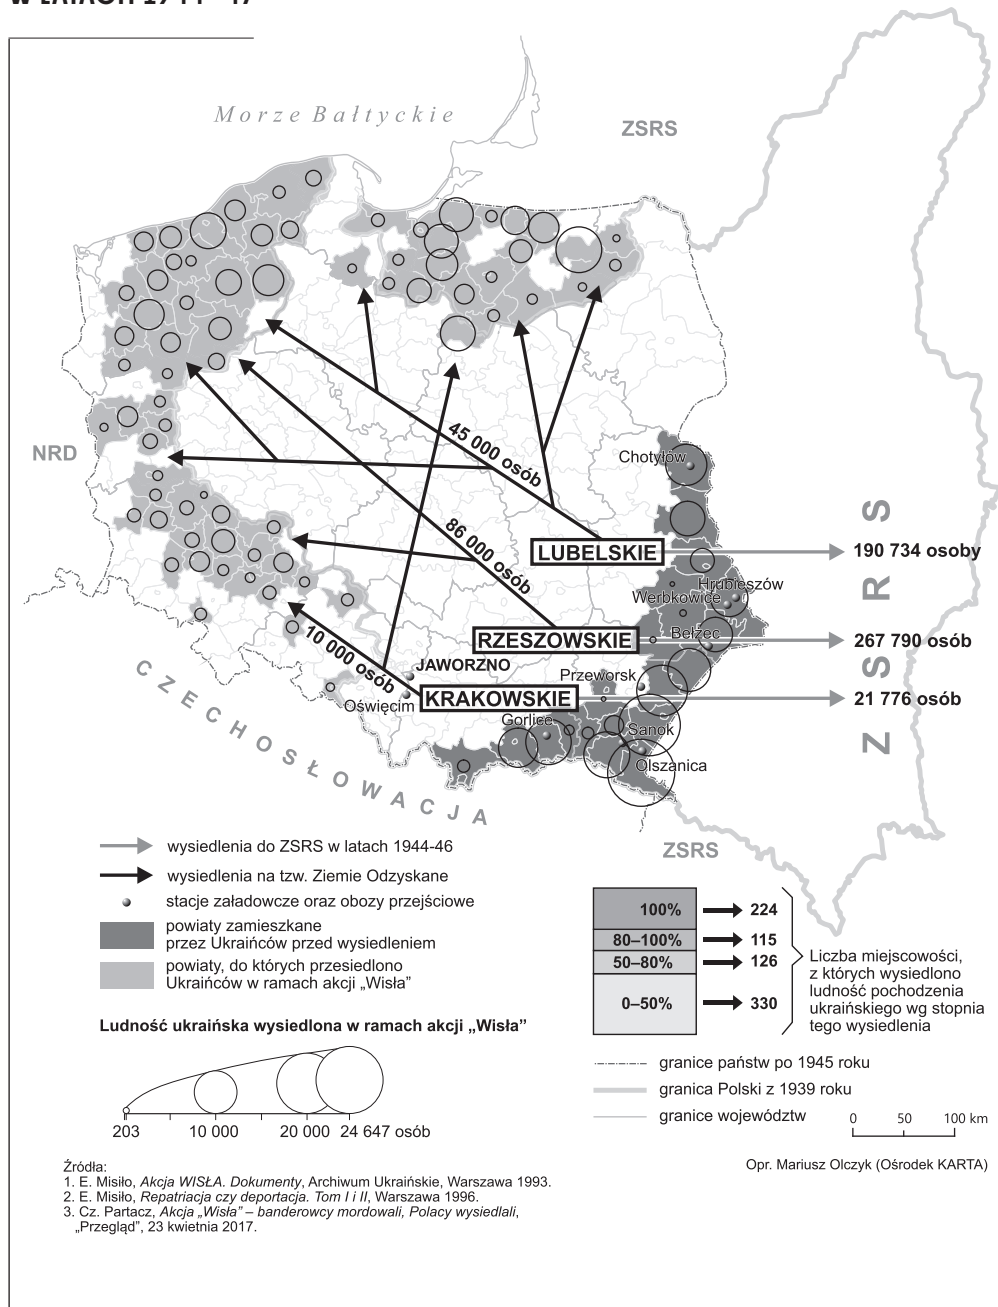 W LATACH 1944–47
Morze Bałtyckie
ZSRS
NRD
Chotyłów
45 000 osób
86 000 osób
LUBELSKIE
190 734 osoby
Hrubieszów
Werbkowice
RZESZOWSKIE
Bełżec
267 790 osób
10 000 osób
JAWORZNO
Przeworsk
Oświęcim
KRAKOWSKIE
21 776 osób
Gorlice
Sanok
Olszanica
ZSRS
CZECHOSŁOWACJA
ZSRS
wysiedlenia do ZSRS w latach 1944-46
wysiedlenia na tzw. Ziemie Odzyskane
stacje załadowcze oraz obozy przejściowe
powiaty zamieszkane
przez Ukraińców przed wysiedleniem
powiaty, do których przesiedlono
Ukraińców w ramach akcji „Wisła”
100% 224
80–100% 115
50–80% 126
0–50% 330
Liczba miejscowości,
z których wysiedlono
ludność pochodzenia
ukraińskiego wg stopnia
tego wysiedlenia
Ludność ukraińska wysiedlona w ramach akcji „Wisła”
203 10 000 20 000 24 647 osób
granice państw po 1945 roku
granica Polski z 1939 roku
granice województw
0 50 100 km
Opr. Mariusz Olczyk (Ośrodek KARTA)
Źródła:
1. E. Misiło, Akcja WISŁA. Dokumenty, Archiwum Ukraińskie, Warszawa 1993.
2. E. Misiło, Repatriacja czy deportacja. Tom I i II, Warszawa 1996.
3. Cz. Partacz, Akcja „Wisła” – banderowcy mordowali, Polacy wysiedlali,
„Przegląd”, 23 kwietnia 2017.